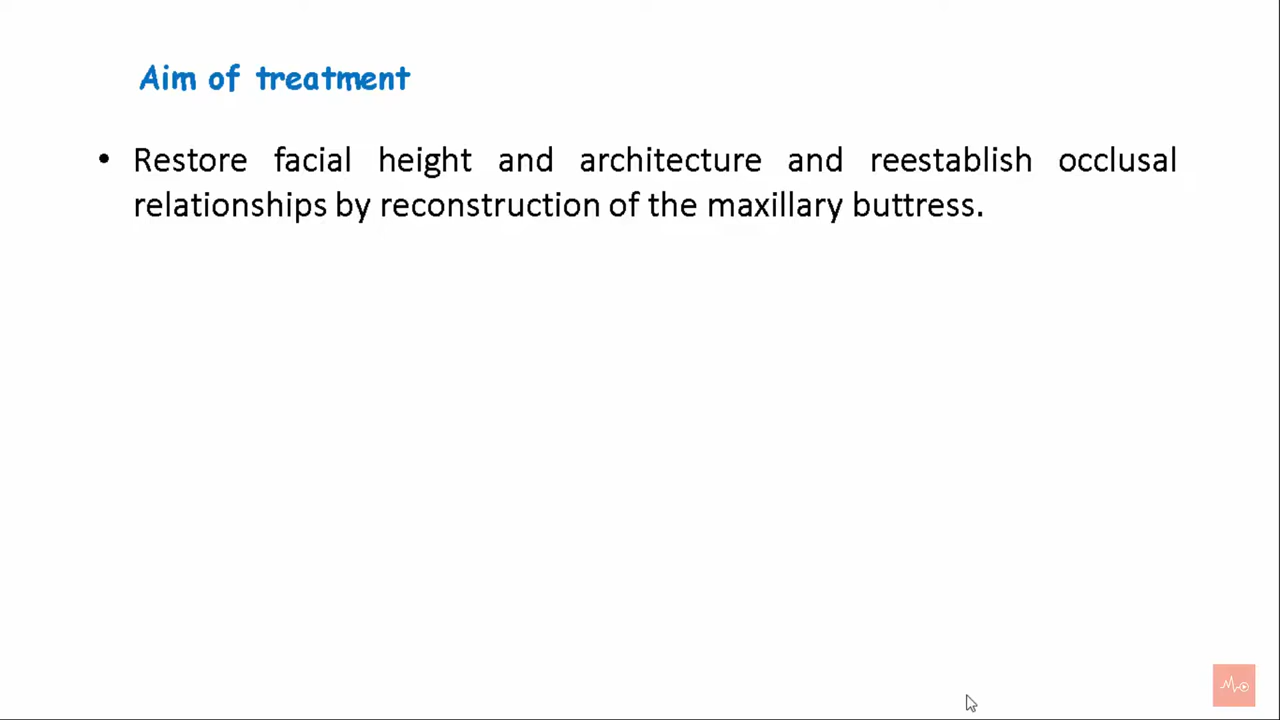 Aim of treatment
• Restore facial height and architecture and reestablish occlusal
relationships by reconstruction of the maxillary buttress.